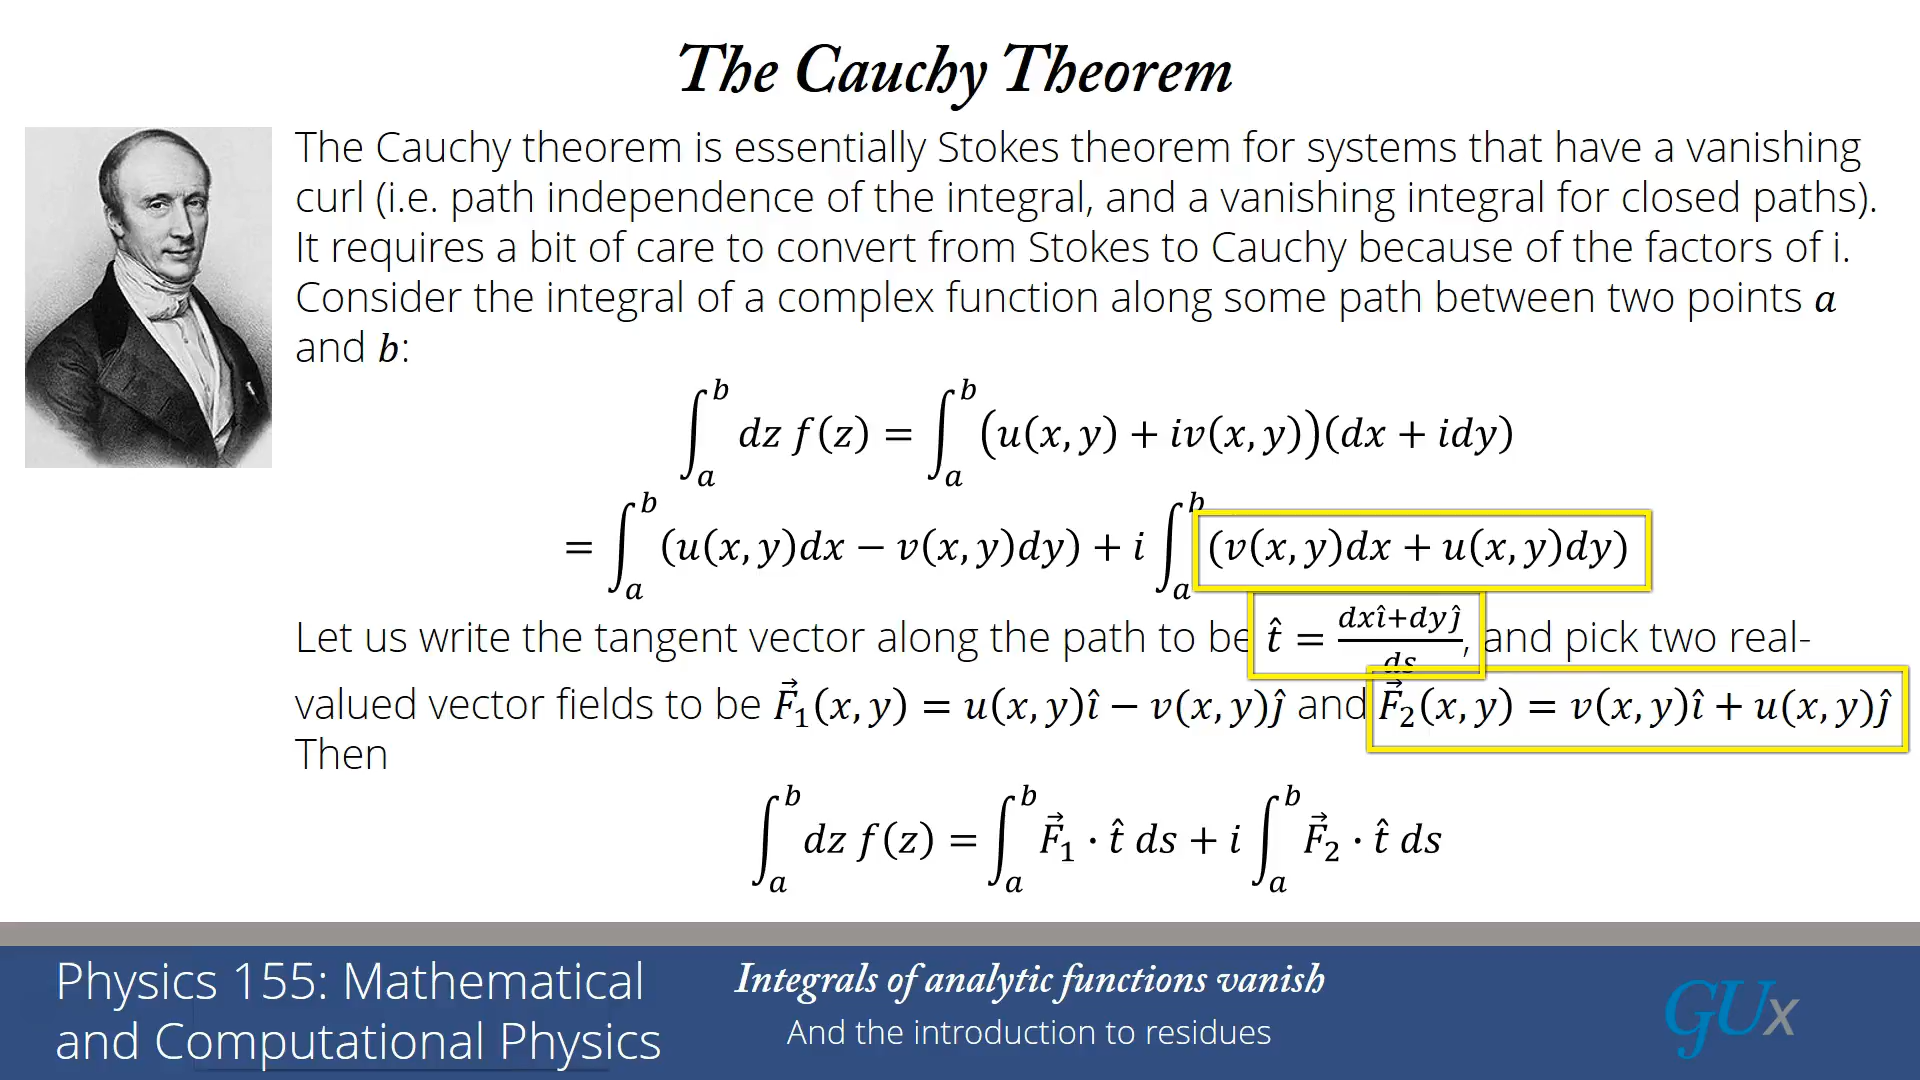 The Cauchy Theorem
The Cauchy theorem is essentially Stokes theorem for systems that have a vanishing
curl (i.e. path independence of the integral, and a vanishing integral for closed paths).
It requires a bit of care to convert from Stokes to Cauchy because of the factors of i.
Consider the integral of a complex function along some path between two points a
and b:
∫_a^b dz f(z) = ∫_a^b (u(x, y) + iv(x, y))(dx + idy)
= ∫_a^b (u(x, y)dx − v(x, y)dy) + i ∫_a^b (v(x, y)dx + u(x, y)dy)
Let us write the tangent vector along the path to be t̂ = (dxî+dyĵ)/ds, and pick two real-
valued vector fields to be F⃗₁(x, y) = u(x, y)î − v(x, y)ĵ and F⃗₂(x, y) = v(x, y)î + u(x, y)ĵ
Then
∫_a^b dz f(z) = ∫_a^b F⃗₁ · t̂ ds + i ∫_a^b F⃗₂ · t̂ ds
Physics 155: Mathematical
and Computational Physics
Integrals of analytic functions vanish
And the introduction to residues
GUx